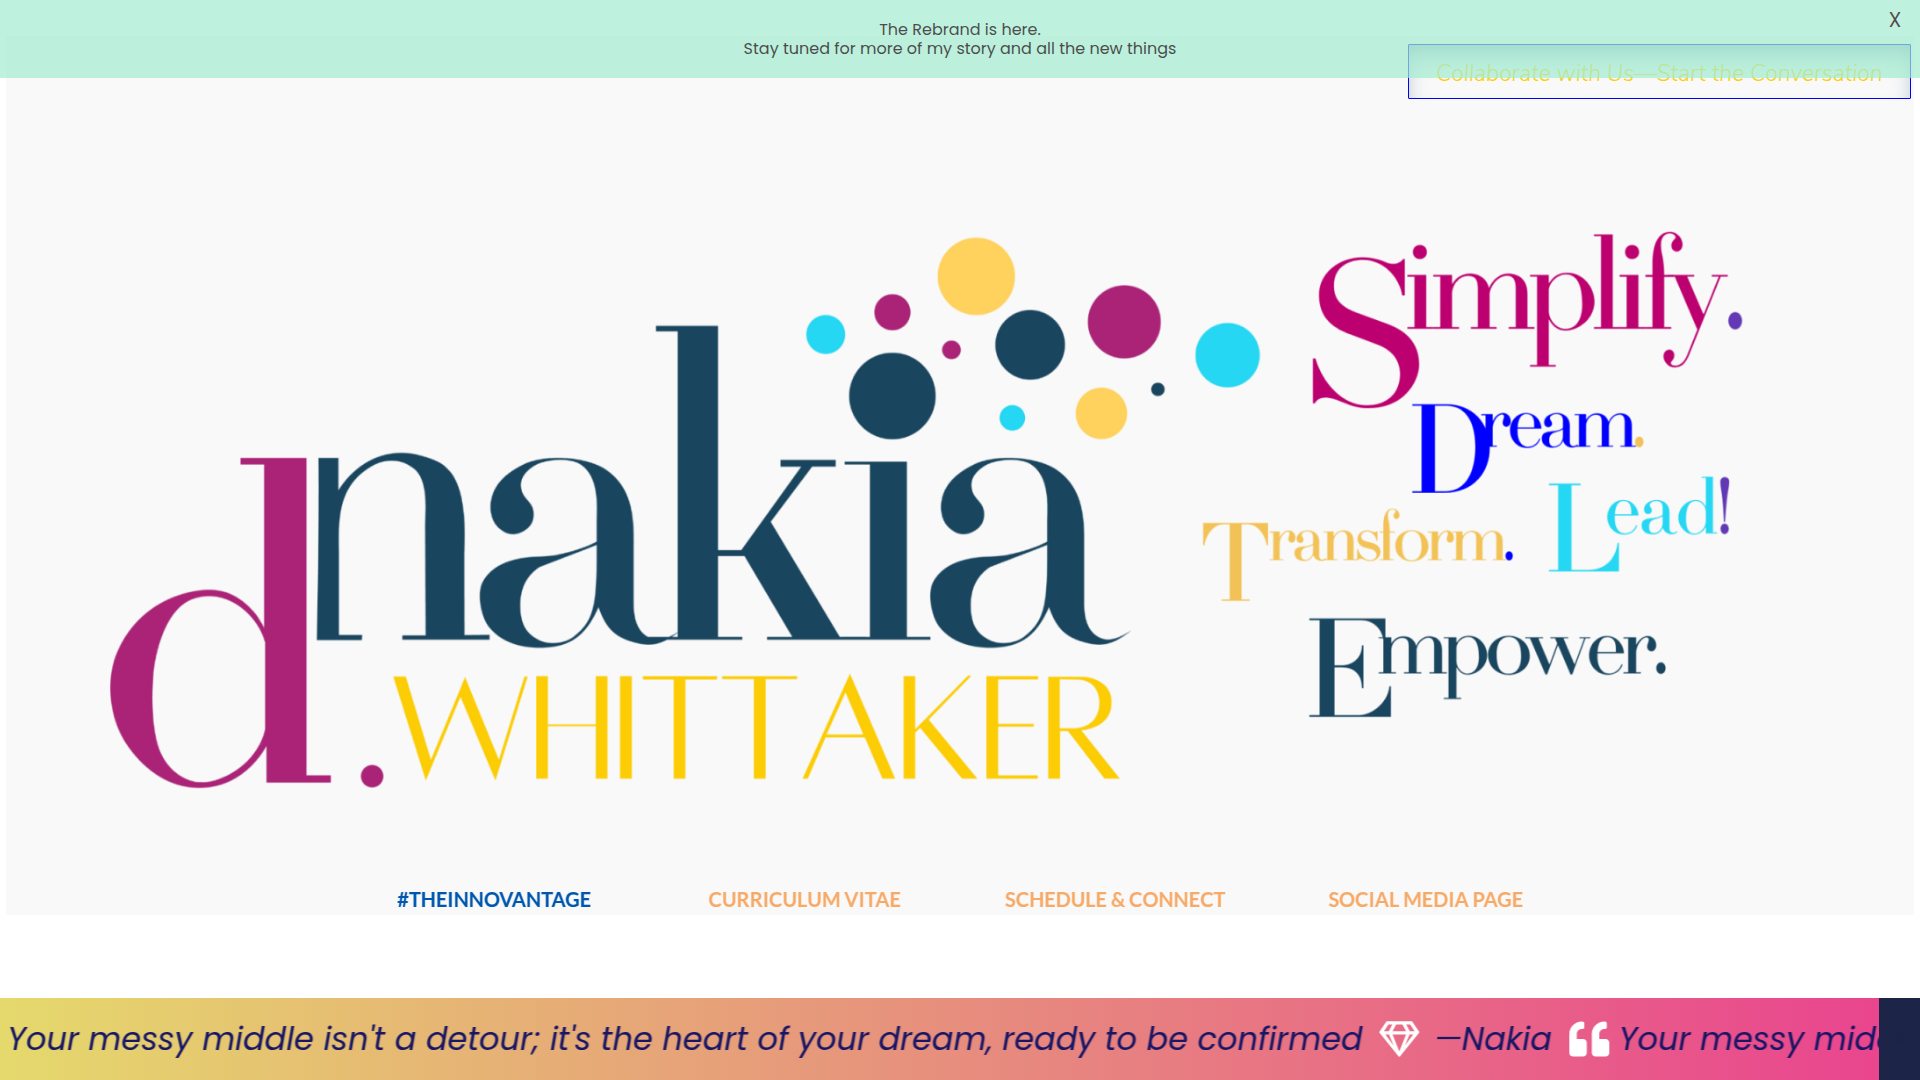 The Rebrand is here.
Stay tuned for more of my story and all the new things
X
Collaborate with Us—Start the Conversation
d.nakia
WHITTAKER
Simplify.
Dream.
Transform. Lead!
Empower.
#THEINNOVANTAGE CURRICULUM VITAE SCHEDULE & CONNECT SOCIAL MEDIA PAGE
Your messy middle isn't a detour; it's the heart of your dream, ready to be confirmed —Nakia “ Your messy mid